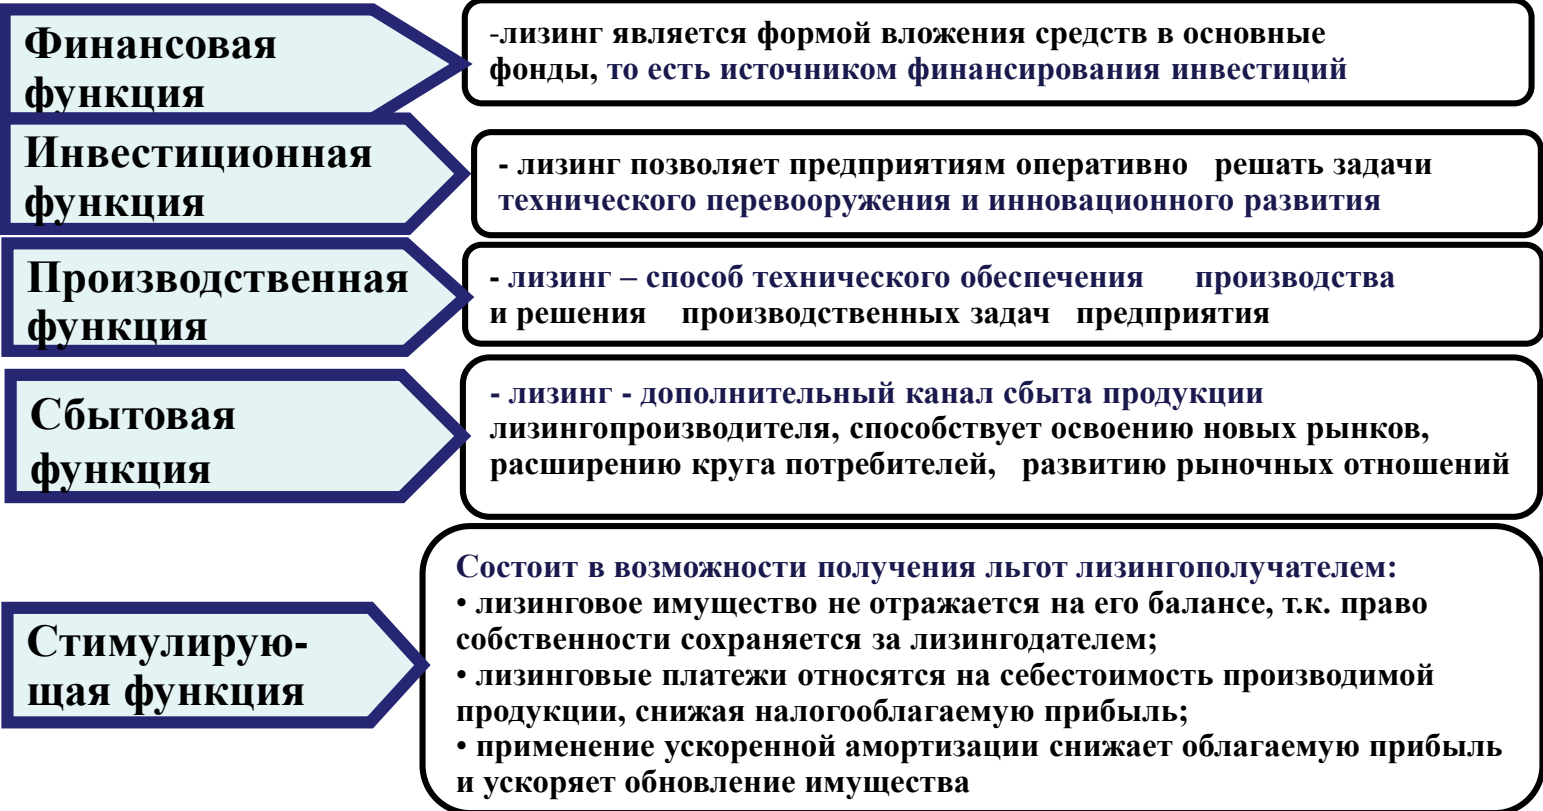 Финансовая
функция
-лизинг является формой вложения средств в основные
фонды, то есть источником финансирования инвестиций
Инвестиционная
функция
- лизинг позволяет предприятиям оперативно решать задачи
технического перевооружения и инновационного развития
Производственная
функция
- лизинг – способ технического обеспечения производства
и решения производственных задач предприятия
Сбытовая
функция
- лизинг - дополнительный канал сбыта продукции
лизингопроизводителя, способствует освоению новых рынков,
расширению круга потребителей, развитию рыночных отношений
Стимулирую-
щая функция
Состоит в возможности получения льгот лизингополучателем:
• лизинговое имущество не отражается на его балансе, т.к. право
собственности сохраняется за лизингодателем;
• лизинговые платежи относятся на себестоимость производимой
продукции, снижая налогооблагаемую прибыль;
• применение ускоренной амортизации снижает облагаемую прибыль
и ускоряет обновление имущества